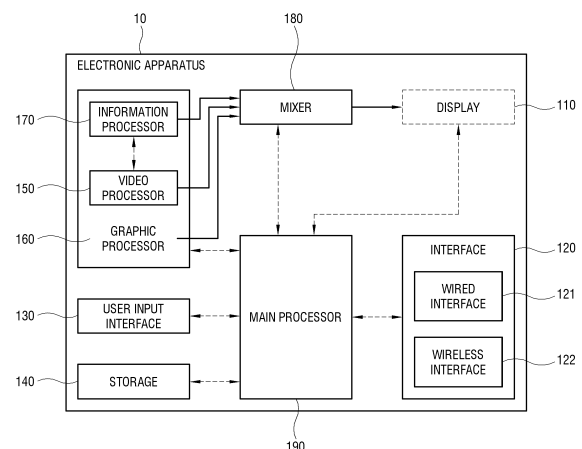 10
180
ELECTRONIC APPARATUS
170
INFORMATION
PROCESSOR
MIXER
DISPLAY
110
150
VIDEO
PROCESSOR
160
GRAPHIC
PROCESSOR
INTERFACE
120
WIRED
INTERFACE
121
130
USER INPUT
INTERFACE
MAIN PROCESSOR
WIRELESS
INTERFACE
122
140
STORAGE
190